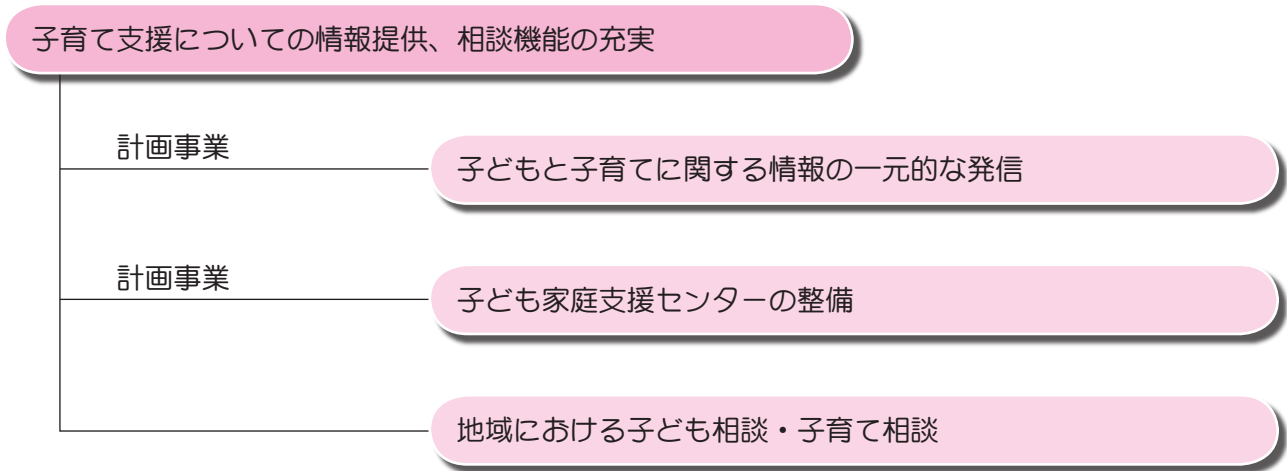 子育て支援についての情報提供、相談機能の充実
計画事業
子どもと子育てに関する情報の一元的な発信
計画事業
子ども家庭支援センターの整備
地域における子ども相談・子育て相談